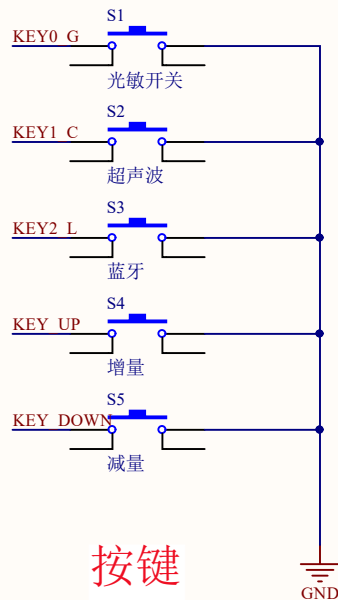 S1
KEY0_G
光敏开关
S2
KEY1_C
超声波
S3
KEY2_L
蓝牙
S4
KEY_UP
增量
S5
KEY_DOWN
减量
按键
GND